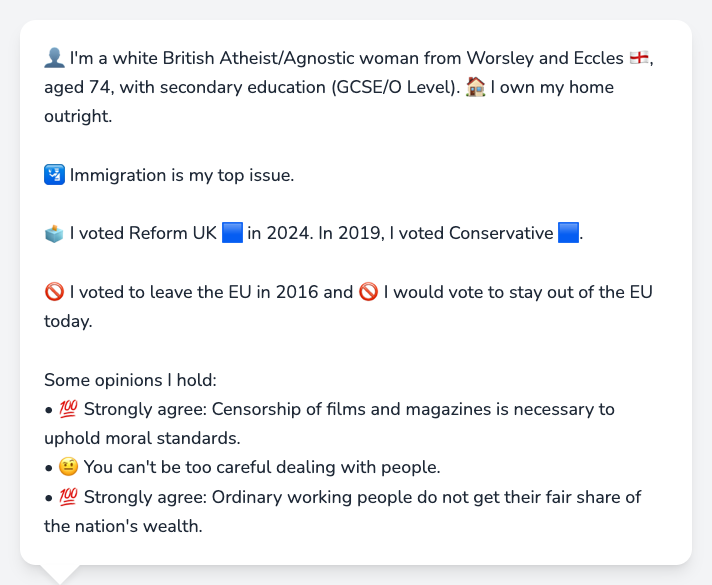 👤 I'm a white British Atheist/Agnostic woman from Worsley and Eccles 🏴󠁧󠁢󠁥󠁮󠁧󠁿,
aged 74, with secondary education (GCSE/O Level). 🏠 I own my home
outright.
🛂 Immigration is my top issue.
🗳️ I voted Reform UK 🟦 in 2024. In 2019, I voted Conservative 🟦.
🚫 I voted to leave the EU in 2016 and 🚫 I would vote to stay out of the EU
today.
Some opinions I hold:
• 💯 Strongly agree: Censorship of films and magazines is necessary to
uphold moral standards.
• 🤨 You can't be too careful dealing with people.
• 💯 Strongly agree: Ordinary working people do not get their fair share of
the nation's wealth.